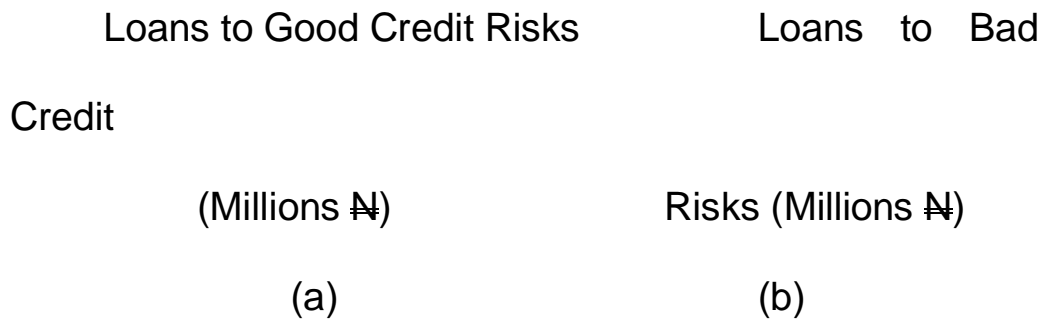 Loans to Good Credit Risks Loans to Bad
Credit
(Millions ₦) Risks (Millions ₦)
(a) (b)